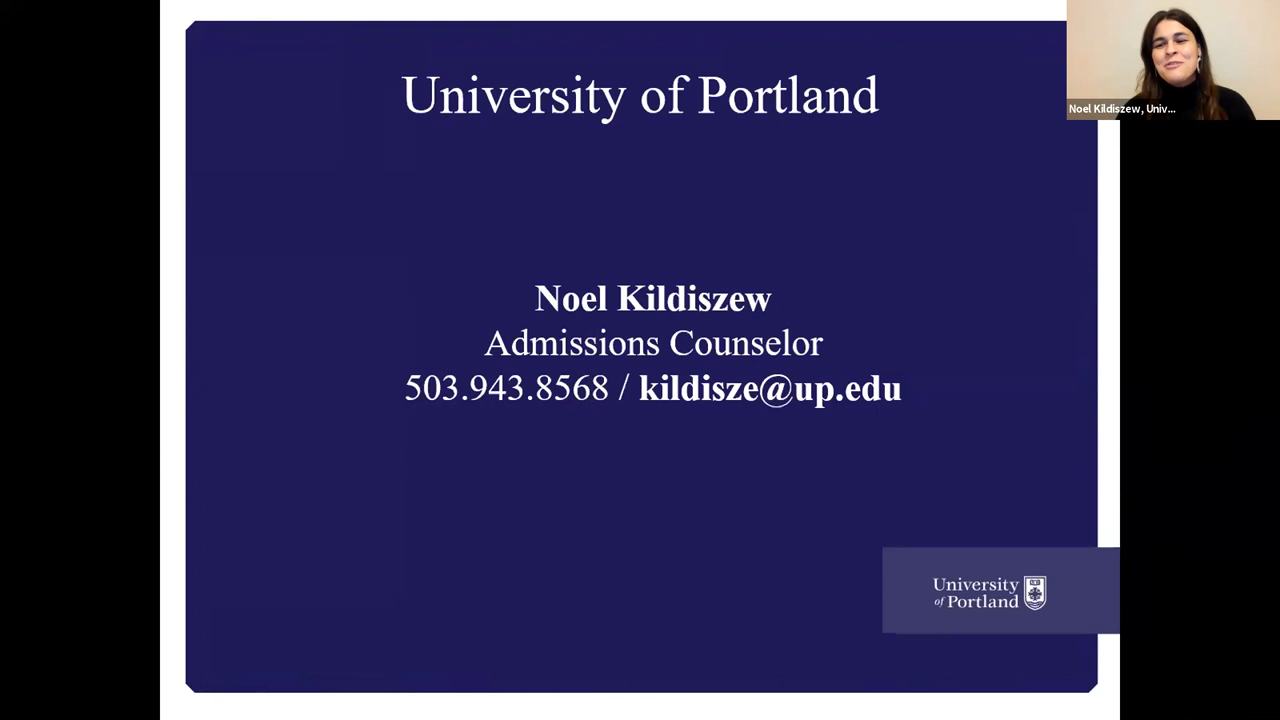 University of Portland
Noel Kildiszew, Univ...
Noel Kildiszew
Admissions Counselor
503.943.8568 / kildisze@up.edu
University
of Portland